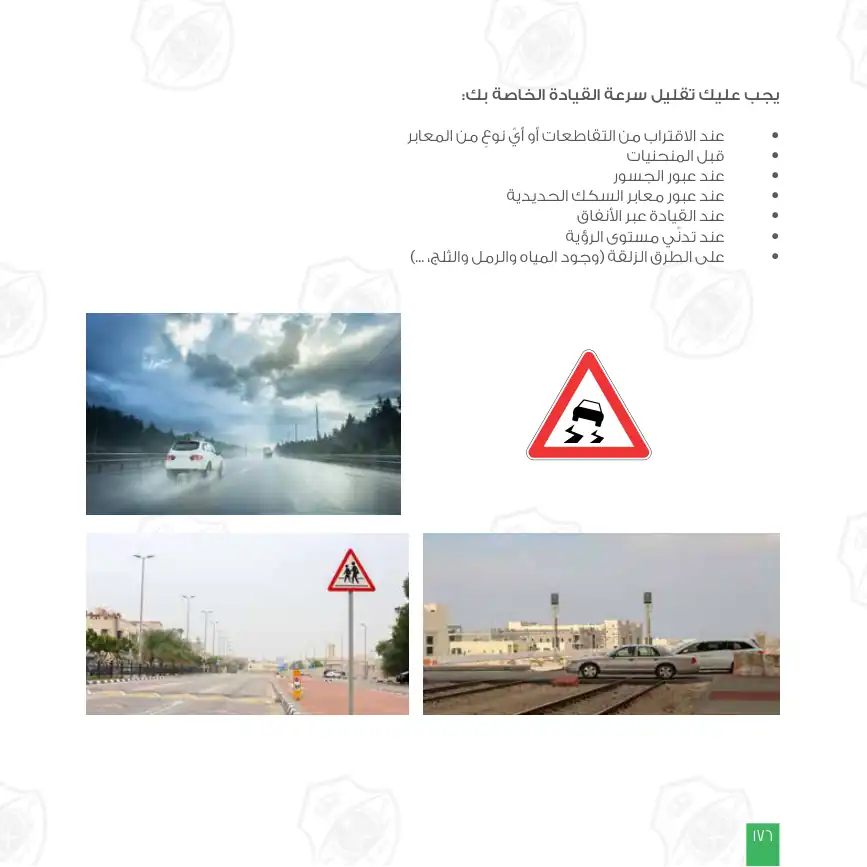 يجب عليك تقليل سرعة القيادة الخاصة بك:
• عند الاقتراب من التقاطعات أو أيّ نوعٍ من المعابر
• قبل المنحنيات
• عند عبور الجسور
• عند عبور معابر السكك الحديدية
• عند القيادة عبر الأنفاق
• عند تدنّي مستوى الرؤية
• على الطرق الزلقة (وجود المياه والرمل والثلج، ...)
١٧٦